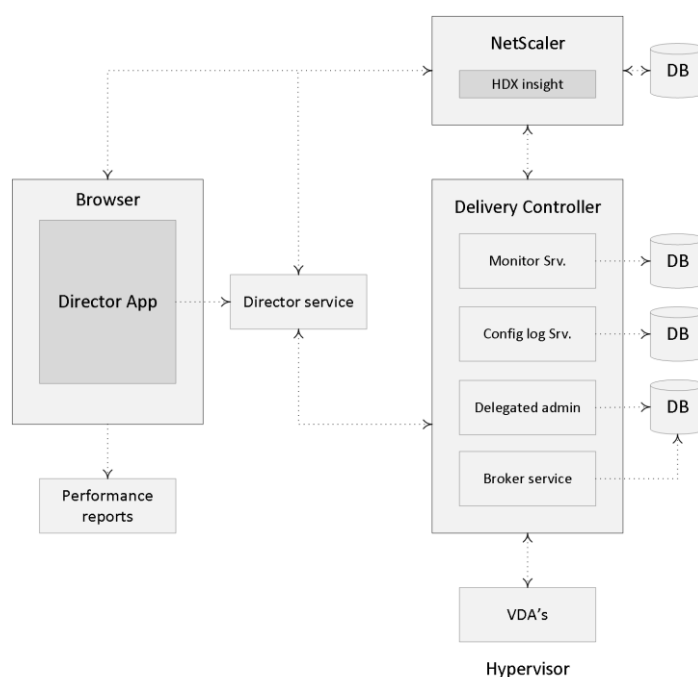 NetScaler
HDX insight
DB
Browser
Director App
Director service
Performance
reports
Delivery Controller
Monitor Srv.
DB
Config log Srv.
DB
Delegated admin
DB
Broker service
VDA's
Hypervisor